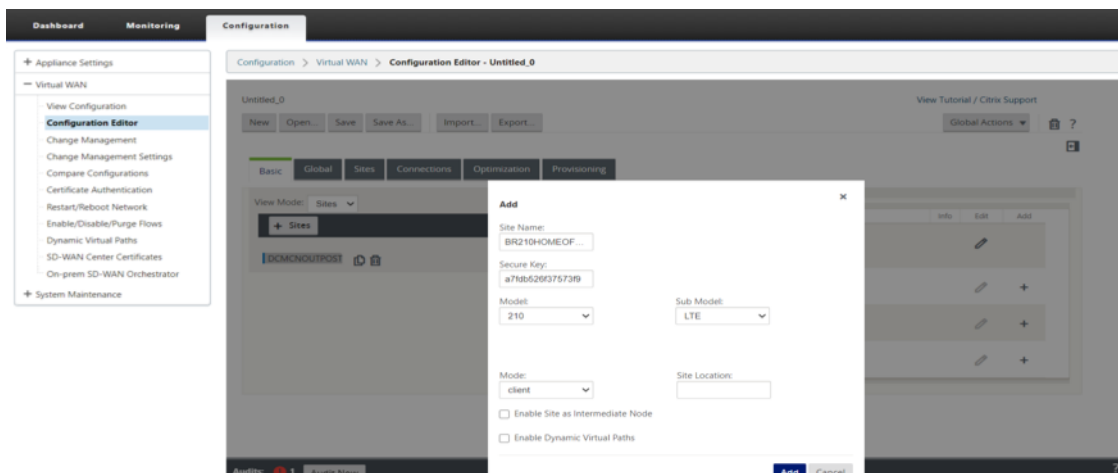 Dashboard Monitoring Configuration
+ Appliance Settings
Configuration > Virtual WAN > Configuration Editor - Untitled_0
− Virtual WAN
View Configuration
Configuration Editor
Change Management
Change Management Settings
Compare Configurations
Certificate Authentication
Restart/Reboot Network
Enable/Disable/Purge Flows
Dynamic Virtual Paths
SD-WAN Center Certificates
On-prem SD-WAN Orchestrator
+ System Maintenance
Untitled_0 View Tutorial / Citrix Support
New Open... Save Save As... Import... Export... Global Actions ?
Basic Global Sites Connections Optimization Provisioning
View Mode: Sites
+ Sites
DCMCNOUTPOST
Info Edit Add
Add ×
Site Name:
BR210HOMEOF...
Secure Key:
a7fdb526f37573f9
Model: Sub Model:
210 LTE
Mode: Site Location:
client
Enable Site as Intermediate Node
Enable Dynamic Virtual Paths
Audits: 1 Audit Now Add Cancel